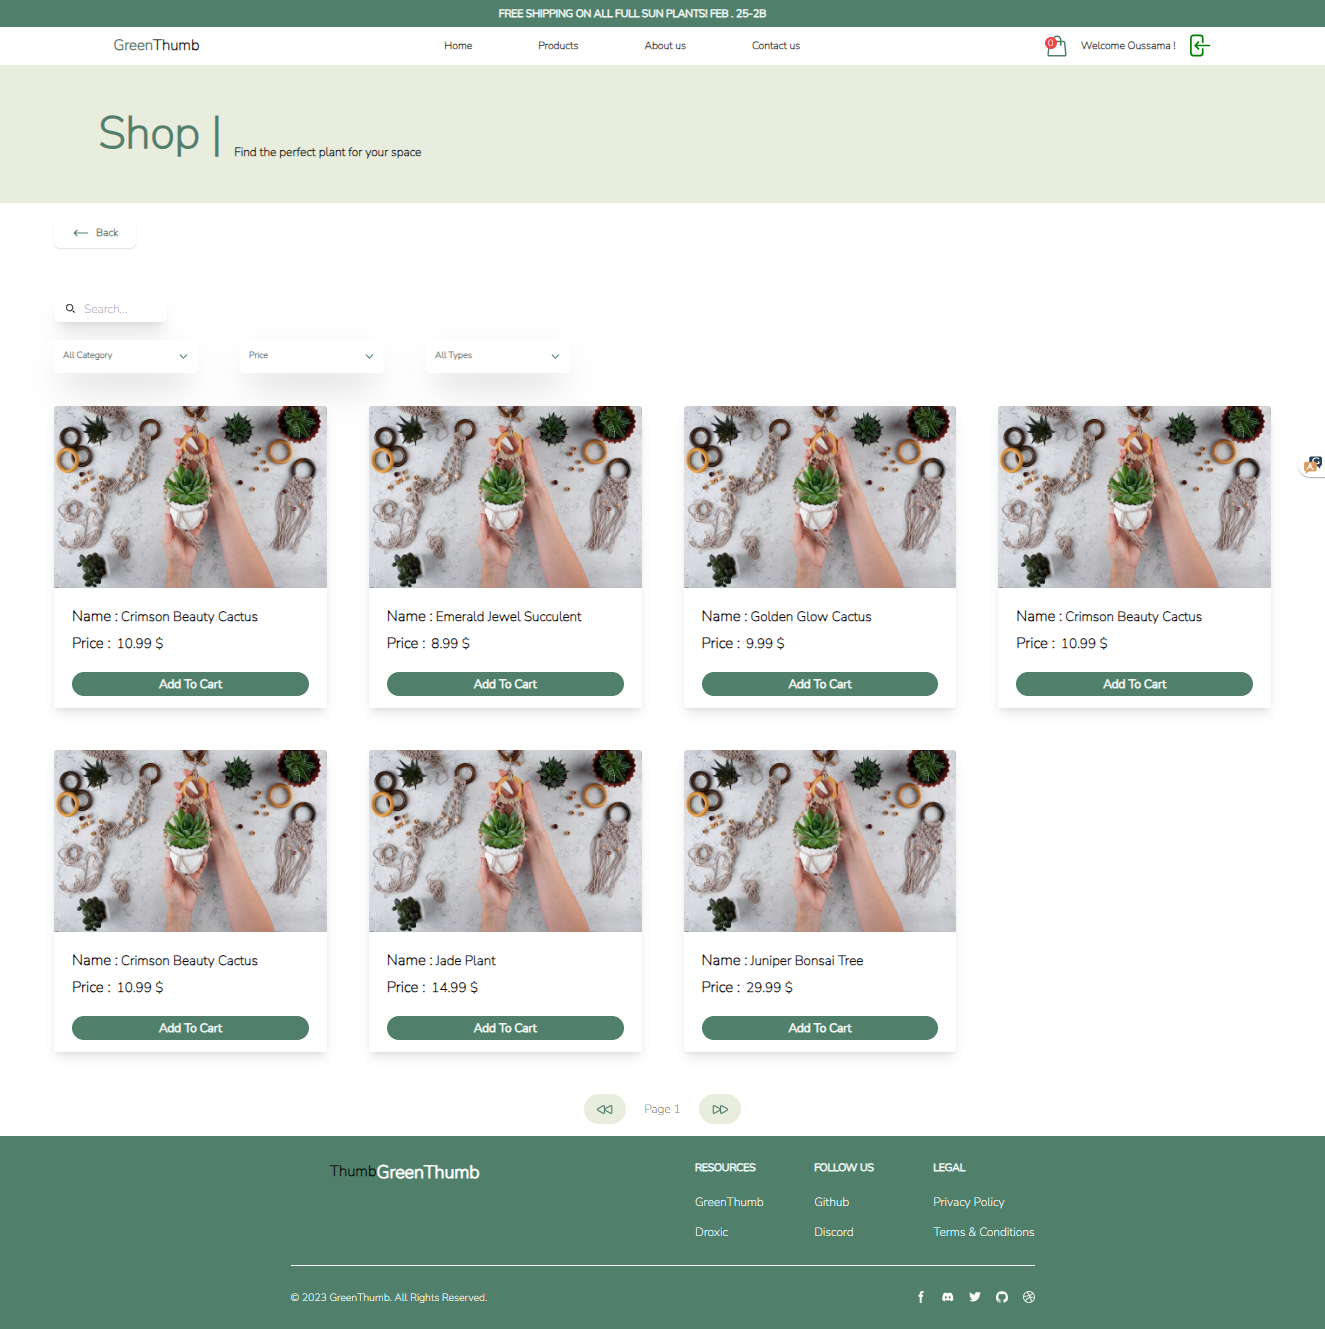 FREE SHIPPING ON ALL FULL SUN PLANTS! FEB . 25-28
GreenThumb
Home
Products
About us
Contact us
0
Welcome Oussama !
Shop |
Find the perfect plant for your space
Back
Search...
All Category
Price
All Types
Name : Crimson Beauty Cactus
Price : 10.99 $
Add To Cart
Name : Emerald Jewel Succulent
Price : 8.99 $
Add To Cart
Name : Golden Glow Cactus
Price : 9.99 $
Add To Cart
Name : Crimson Beauty Cactus
Price : 10.99 $
Add To Cart
Name : Crimson Beauty Cactus
Price : 10.99 $
Add To Cart
Name : Jade Plant
Price : 14.99 $
Add To Cart
Name : Juniper Bonsai Tree
Price : 29.99 $
Add To Cart
Page 1
ThumbGreenThumb
RESOURCES
GreenThumb
Droxic
FOLLOW US
Github
Discord
LEGAL
Privacy Policy
Terms & Conditions
© 2023 GreenThumb. All Rights Reserved.